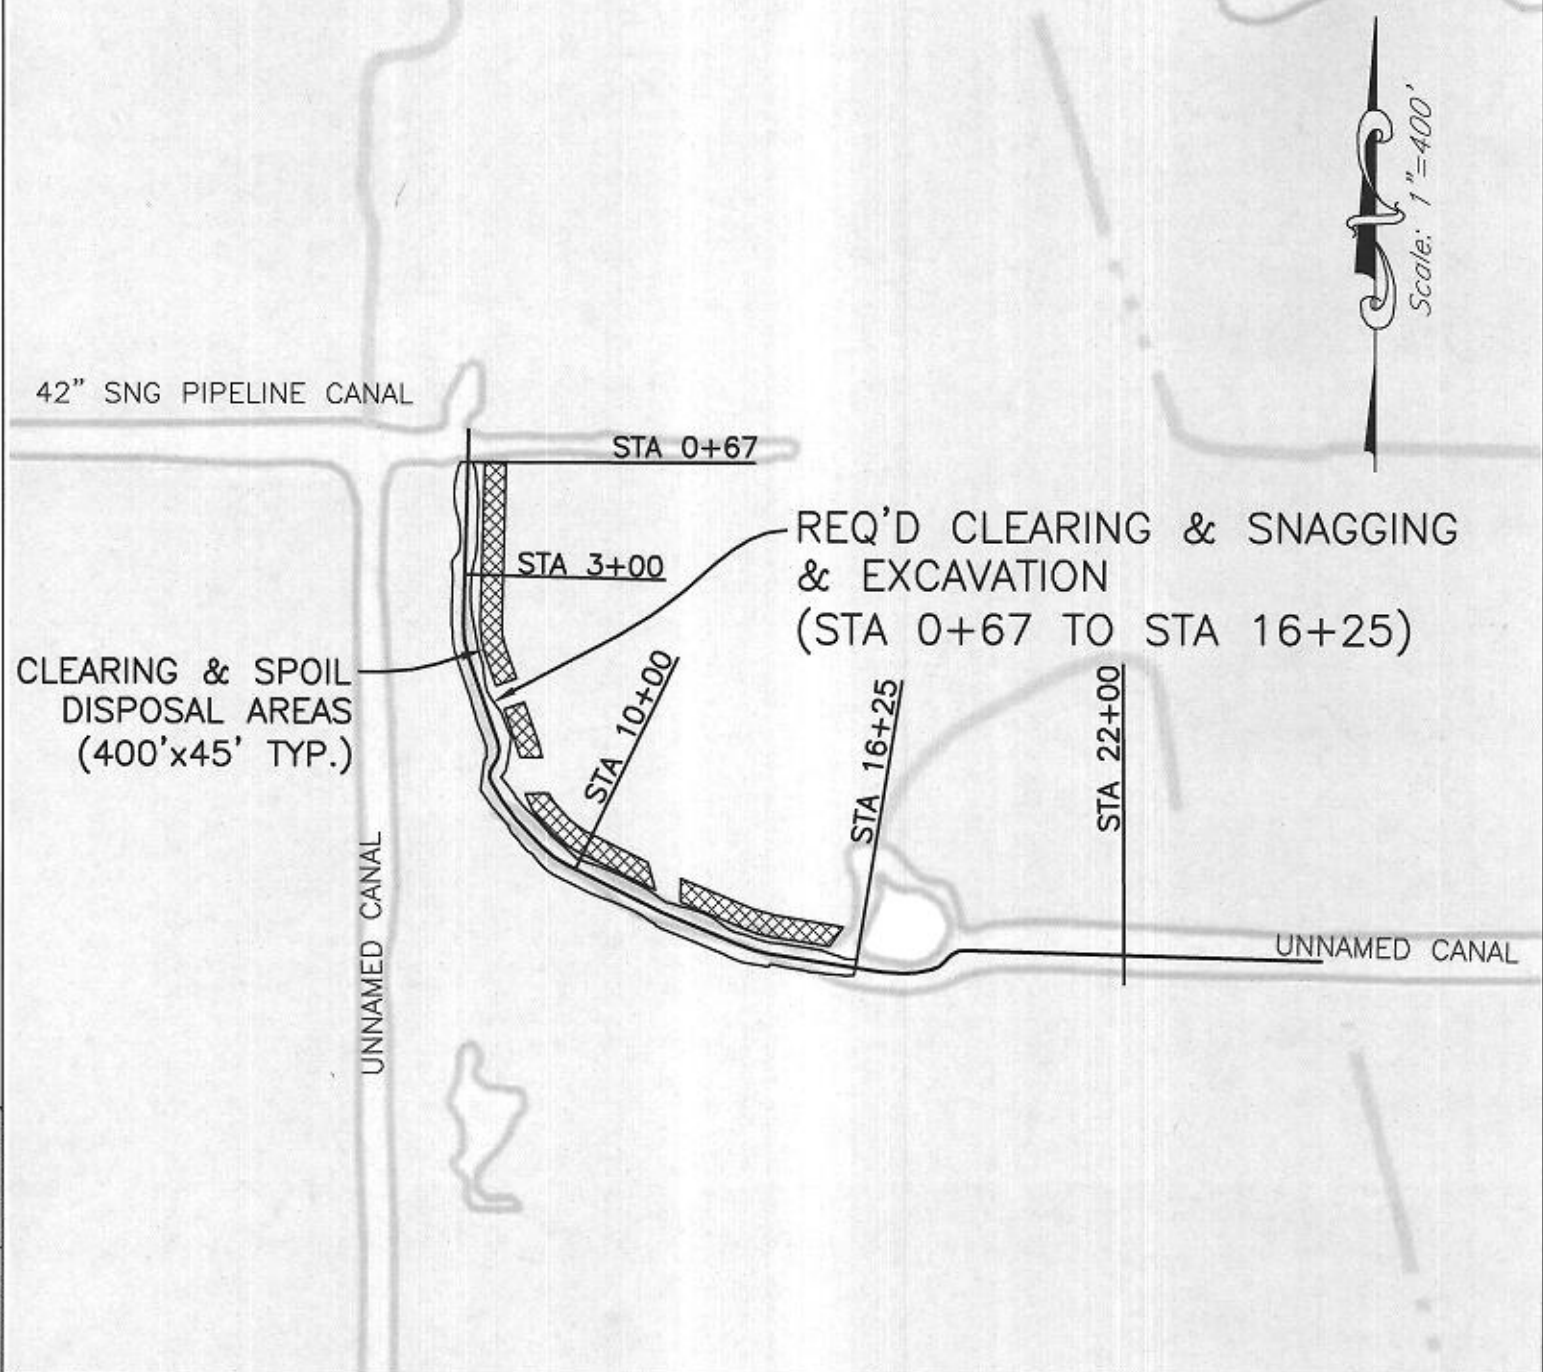 Scale: 1"=400'
42" SNG PIPELINE CANAL
STA 0+67
REQ'D CLEARING & SNAGGING
& EXCAVATION
(STA 0+67 TO STA 16+25)
STA 3+00
CLEARING & SPOIL
DISPOSAL AREAS
(400'x45' TYP.)
STA 10+00
STA 16+25
STA 22+00
UNNAMED CANAL
UNNAMED CANAL